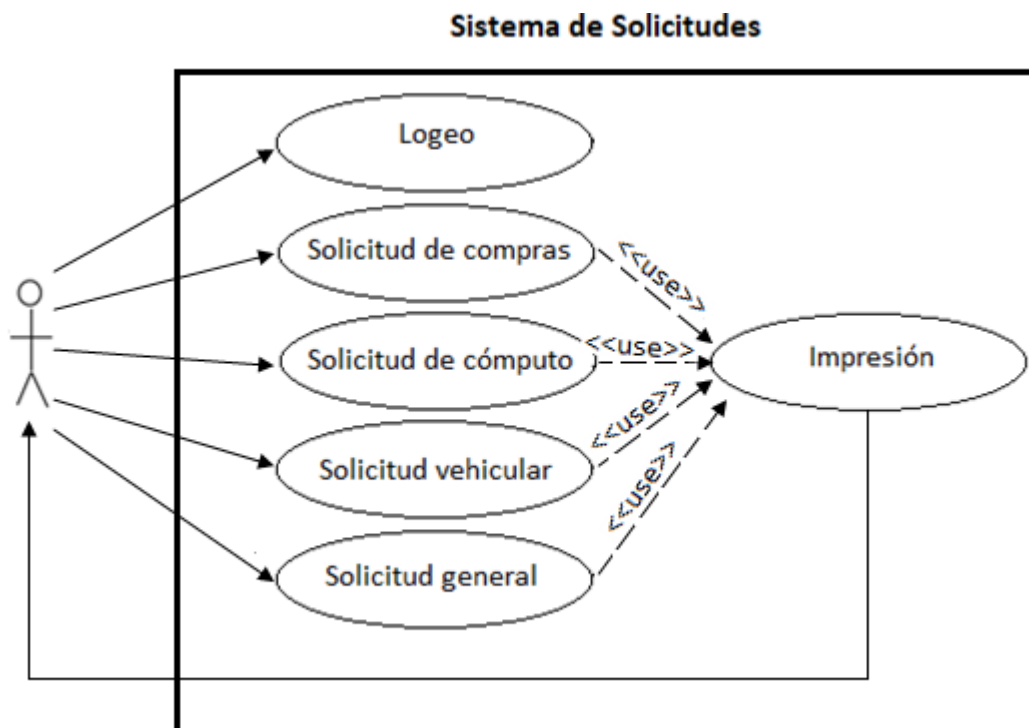 Sistema de Solicitudes
Logeo
Solicitud de compras
<<use>>
Solicitud de cómputo
<<use>>
Impresión
Solicitud vehicular
<<use>>
Solicitud general
<<use>>